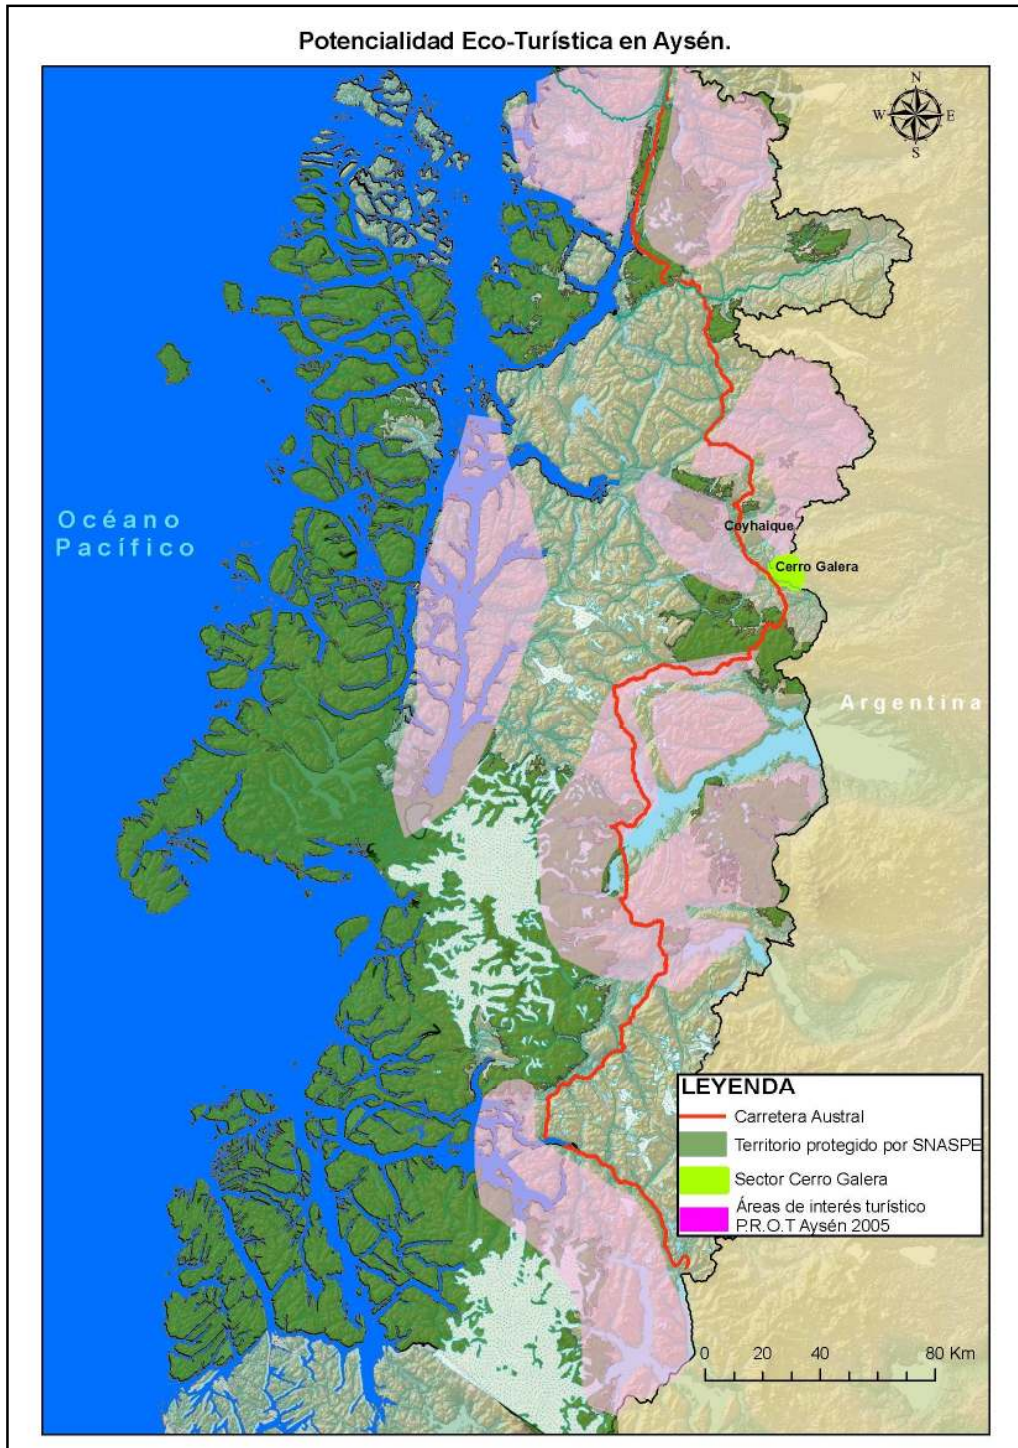 Potencialidad Eco-Turística en Aysén.
N
W E
S
Océano
Pacífico
Coyhaique
Cerro Galera
Argentina
LEYENDA
Carretera Austral
Territorio protegido por SNASPE
Sector Cerro Galera
Áreas de interés turístico
P.R.O.T Aysén 2005
0 20 40 80 Km